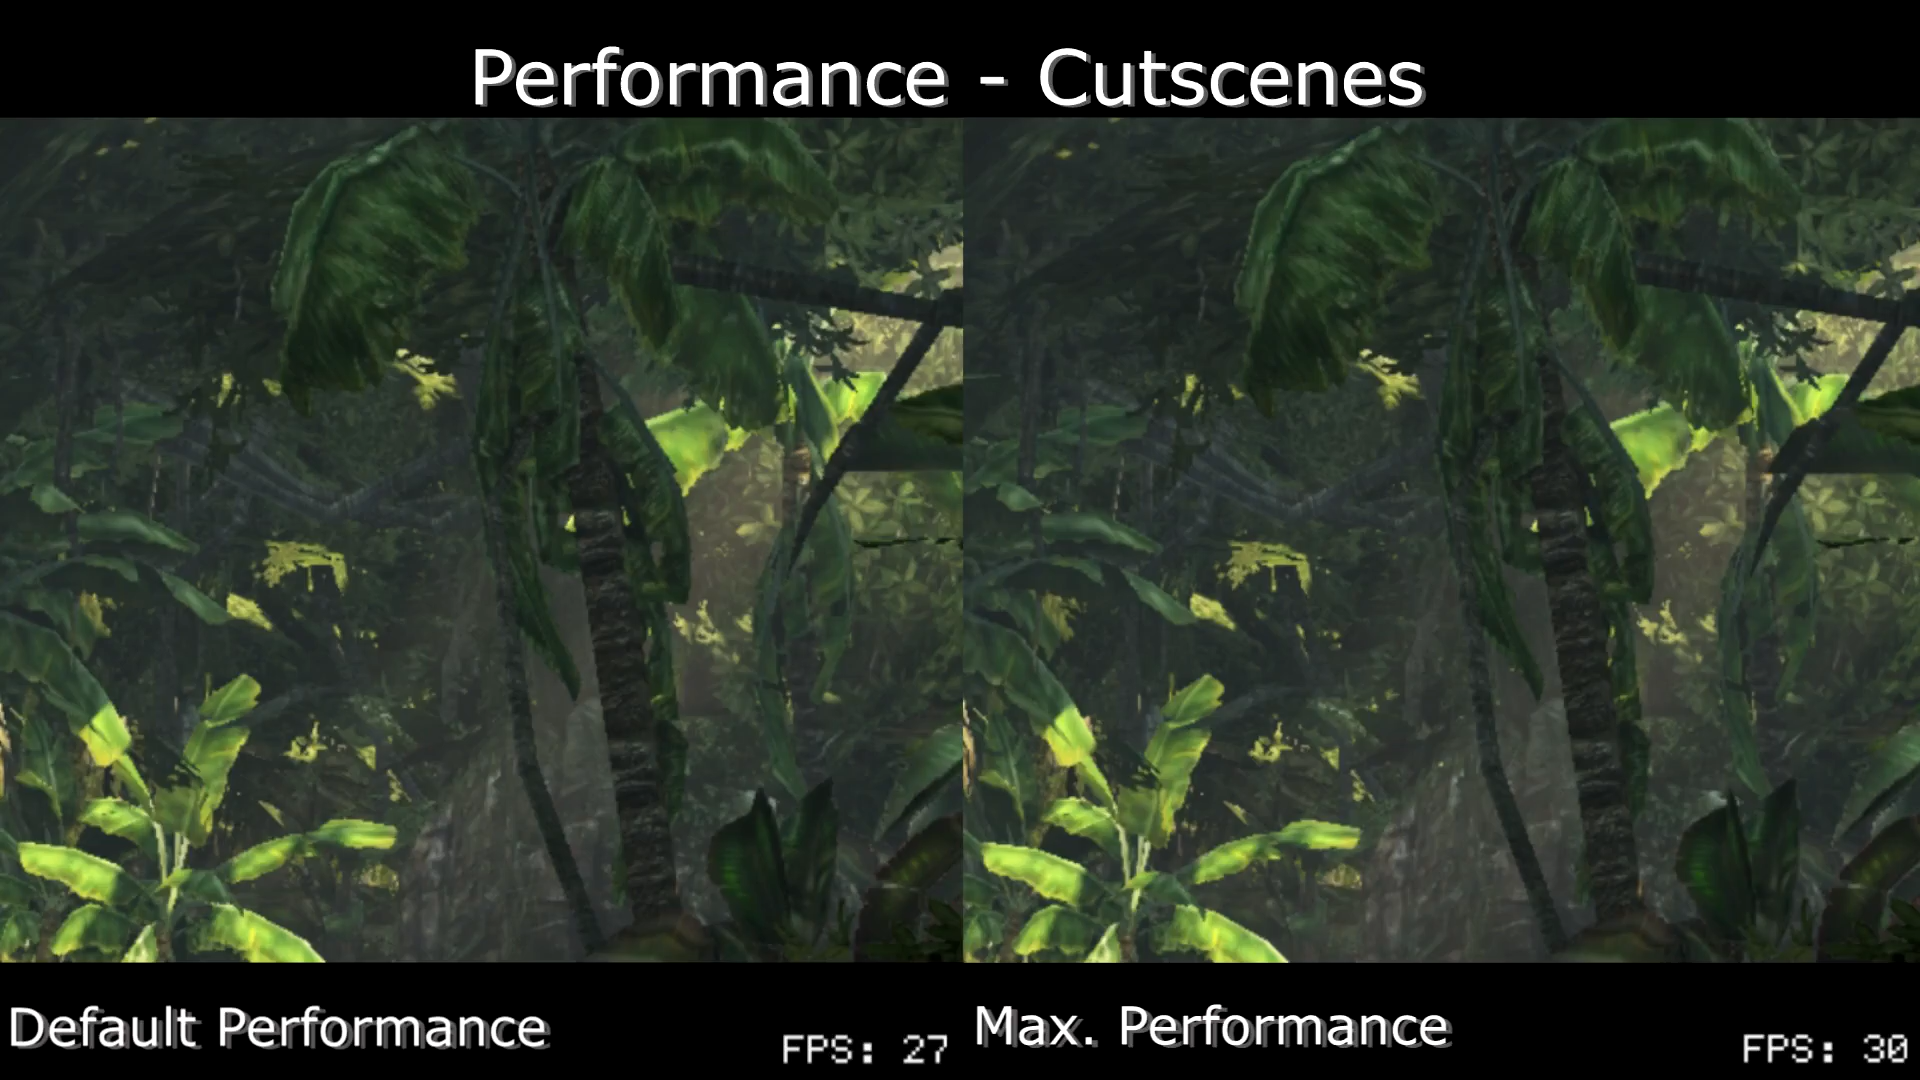 Performance - Cutscenes
Default Performance
FPS: 27
Max. Performance
FPS: 30